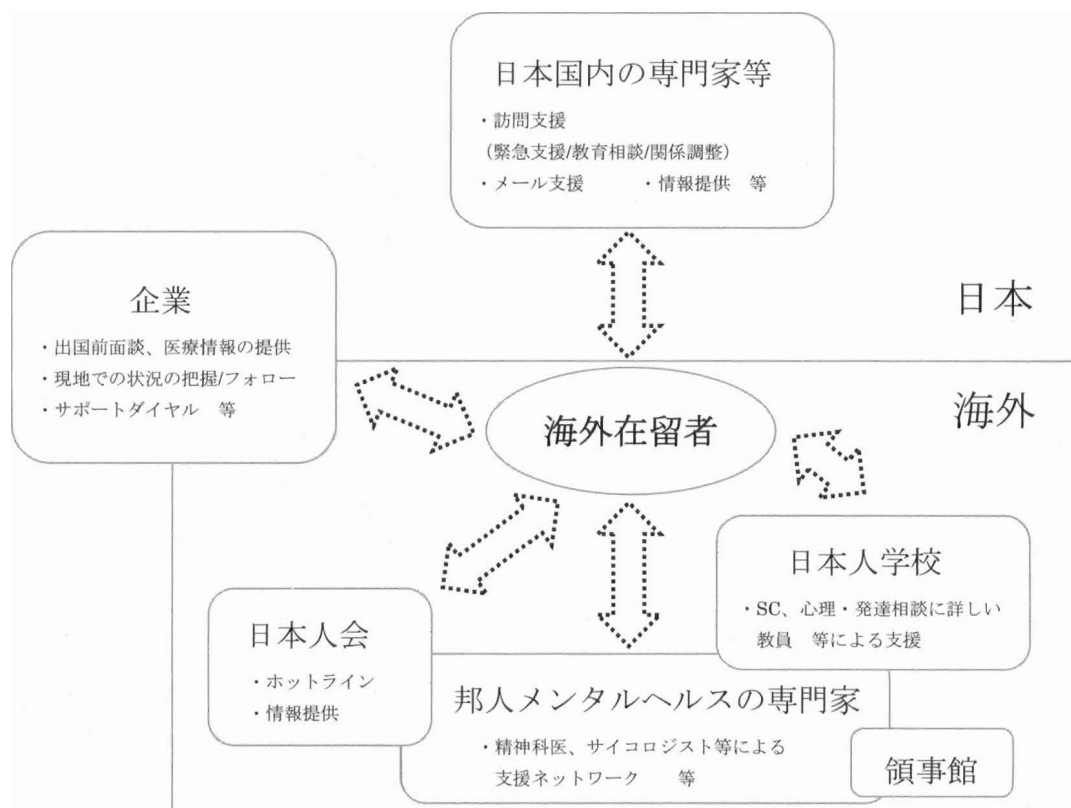 日本国内の専門家等
・訪問支援
(緊急支援/教育相談/関係調整)
・メール支援　・情報提供　等
日本
企業
・出国前面談、医療情報の提供
・現地での状況の把握/フォロー
・サポートダイヤル　等
海外
海外在留者
日本人学校
・SC、心理・発達相談に詳しい
教員　等による支援
日本人会
・ホットライン
・情報提供
邦人メンタルヘルスの専門家
・精神科医、サイコロジスト等による
支援ネットワーク　等
領事館